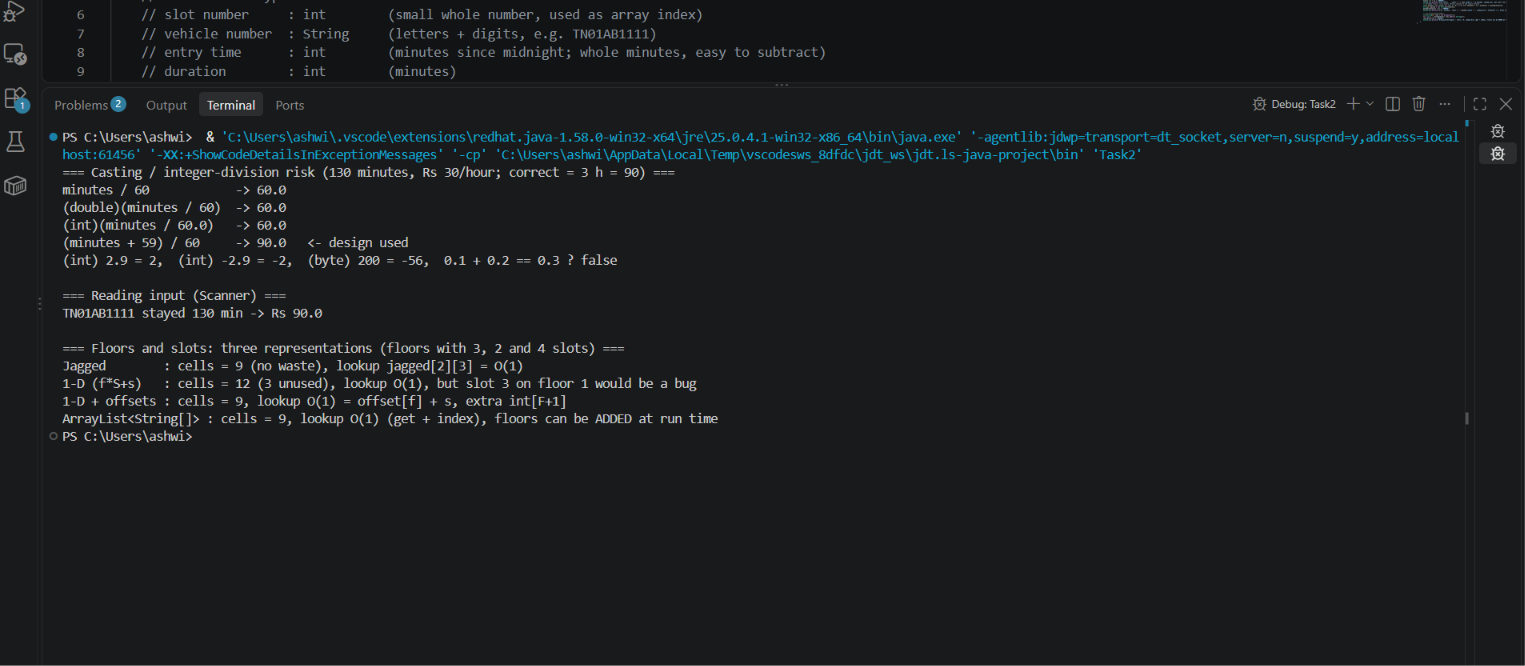 6 // slot number : int (small whole number, used as array index)
7 // vehicle number : String (letters + digits, e.g. TN01AB1111)
8 // entry time : int (minutes since midnight; whole minutes, easy to subtract)
9 // duration : int (minutes)
1
Problems 2 Output Terminal Ports Debug: Task2
PS C:\Users\ashwi> & 'C:\Users\ashwi\.vscode\extensions\redhat.java-1.58.0-win32-x64\jre\25.0.4.1-win32-x86_64\bin\java.exe' '-agentlib:jdwp=transport=dt_socket,server=n,suspend=y,address=local
host:61456' '-XX:+ShowCodeDetailsInExceptionMessages' '-cp' 'C:\Users\ashwi\AppData\Local\Temp\vscodesws_8dfdc\jdt_ws\jdt.ls-java-project\bin' 'Task2'
=== Casting / integer-division risk (130 minutes, Rs 30/hour; correct = 3 h = 90) ===
minutes / 60 -> 60.0
(double)(minutes / 60) -> 60.0
(int)(minutes / 60.0) -> 60.0
(minutes + 59) / 60 -> 90.0 <- design used
(int) 2.9 = 2, (int) -2.9 = -2, (byte) 200 = -56, 0.1 + 0.2 == 0.3 ? false
=== Reading input (Scanner) ===
TN01AB1111 stayed 130 min -> Rs 90.0
=== Floors and slots: three representations (floors with 3, 2 and 4 slots) ===
Jagged : cells = 9 (no waste), lookup jagged[2][3] = O(1)
1-D (f*S+s) : cells = 12 (3 unused), lookup O(1), but slot 3 on floor 1 would be a bug
1-D + offsets : cells = 9, lookup O(1) = offset[f] + s, extra int[F+1]
ArrayList<String[]> : cells = 9, lookup O(1) (get + index), floors can be ADDED at run time
PS C:\Users\ashwi>